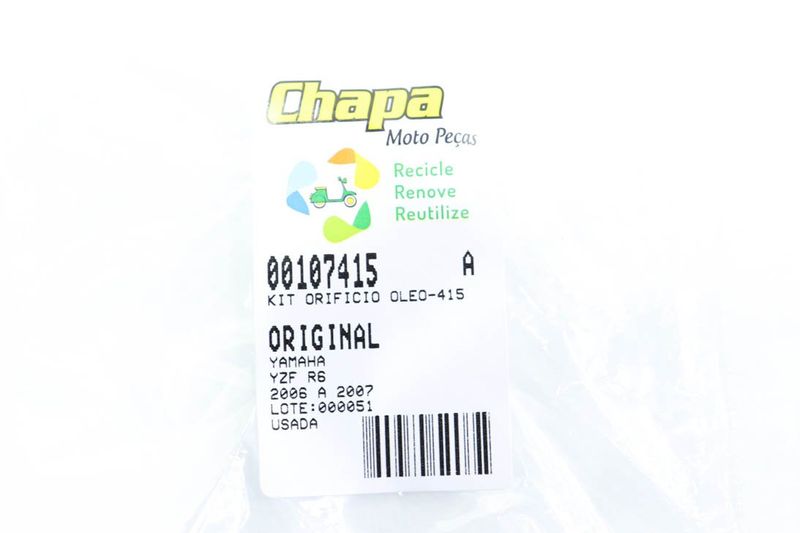 Chapa
Moto Peças
Recicle
Renove
Reutilize
00107415 A
KIT ORIFICIO OLEO-415
ORIGINAL
YAMAHA
YZF R6
2006 A 2007
LOTE:000051
USADA